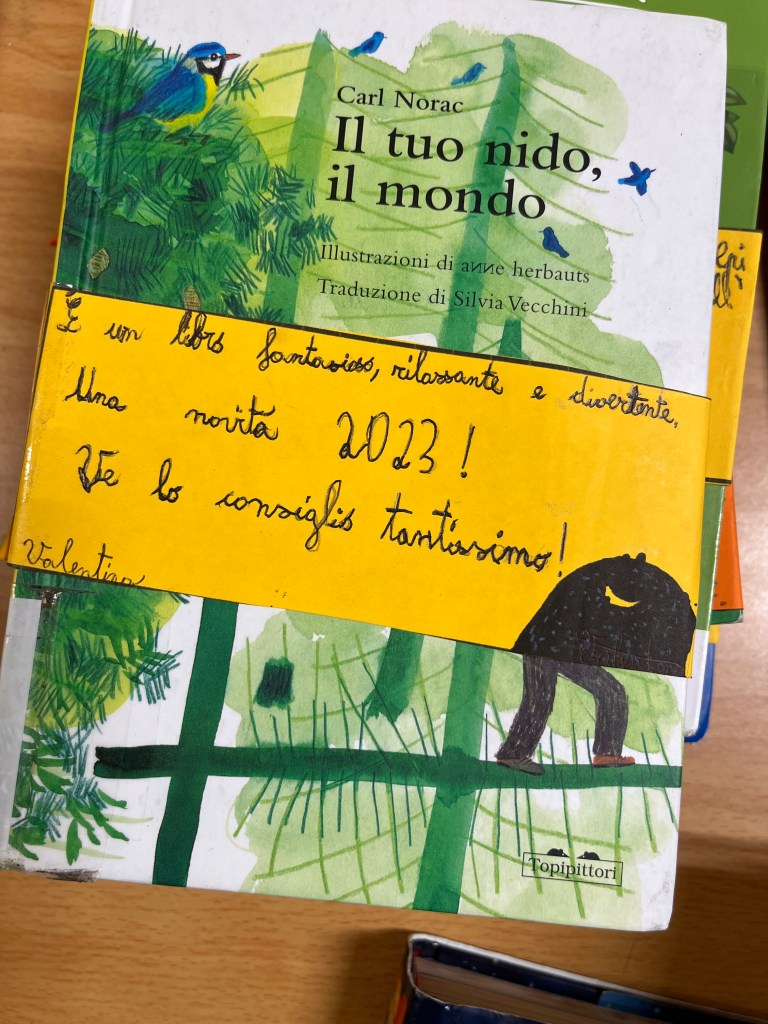 Carl Norac
Il tuo nido,
il mondo
Illustrazioni di anne herbauts
Traduzione di Silvia Vecchini
È un libro fantasioso, rilassante e divertente,
Una novità 2023!
Ve lo consiglio tantissimo!
Valentina
Topipittori